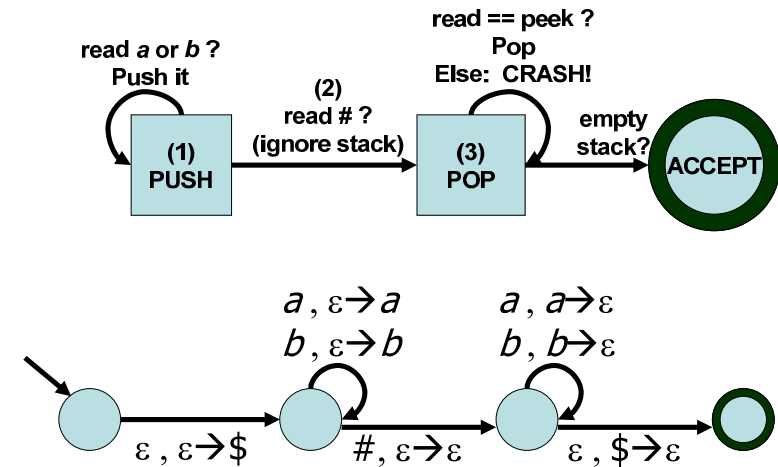 read a or b ?
Push it
(1)
PUSH
(2)
read # ?
(ignore stack)
read == peek ?
Pop
Else: CRASH!
(3)
POP
empty
stack?
ACCEPT
ε , ε→$
a , ε→a
b , ε→b
#, ε→ε
a , a→ε
b , b→ε
ε , $→ε